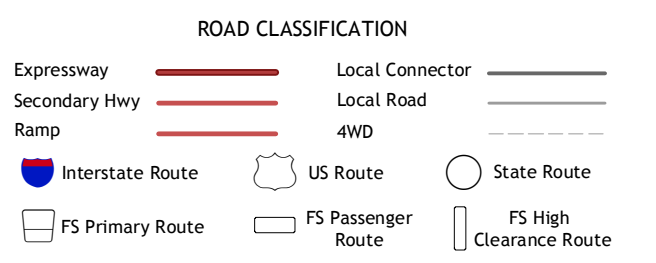 ROAD CLASSIFICATION
Expressway
Local Connector
Secondary Hwy
Local Road
Ramp
4WD
Interstate Route
US Route
State Route
FS Primary Route
FS Passenger
Route
FS High
Clearance Route